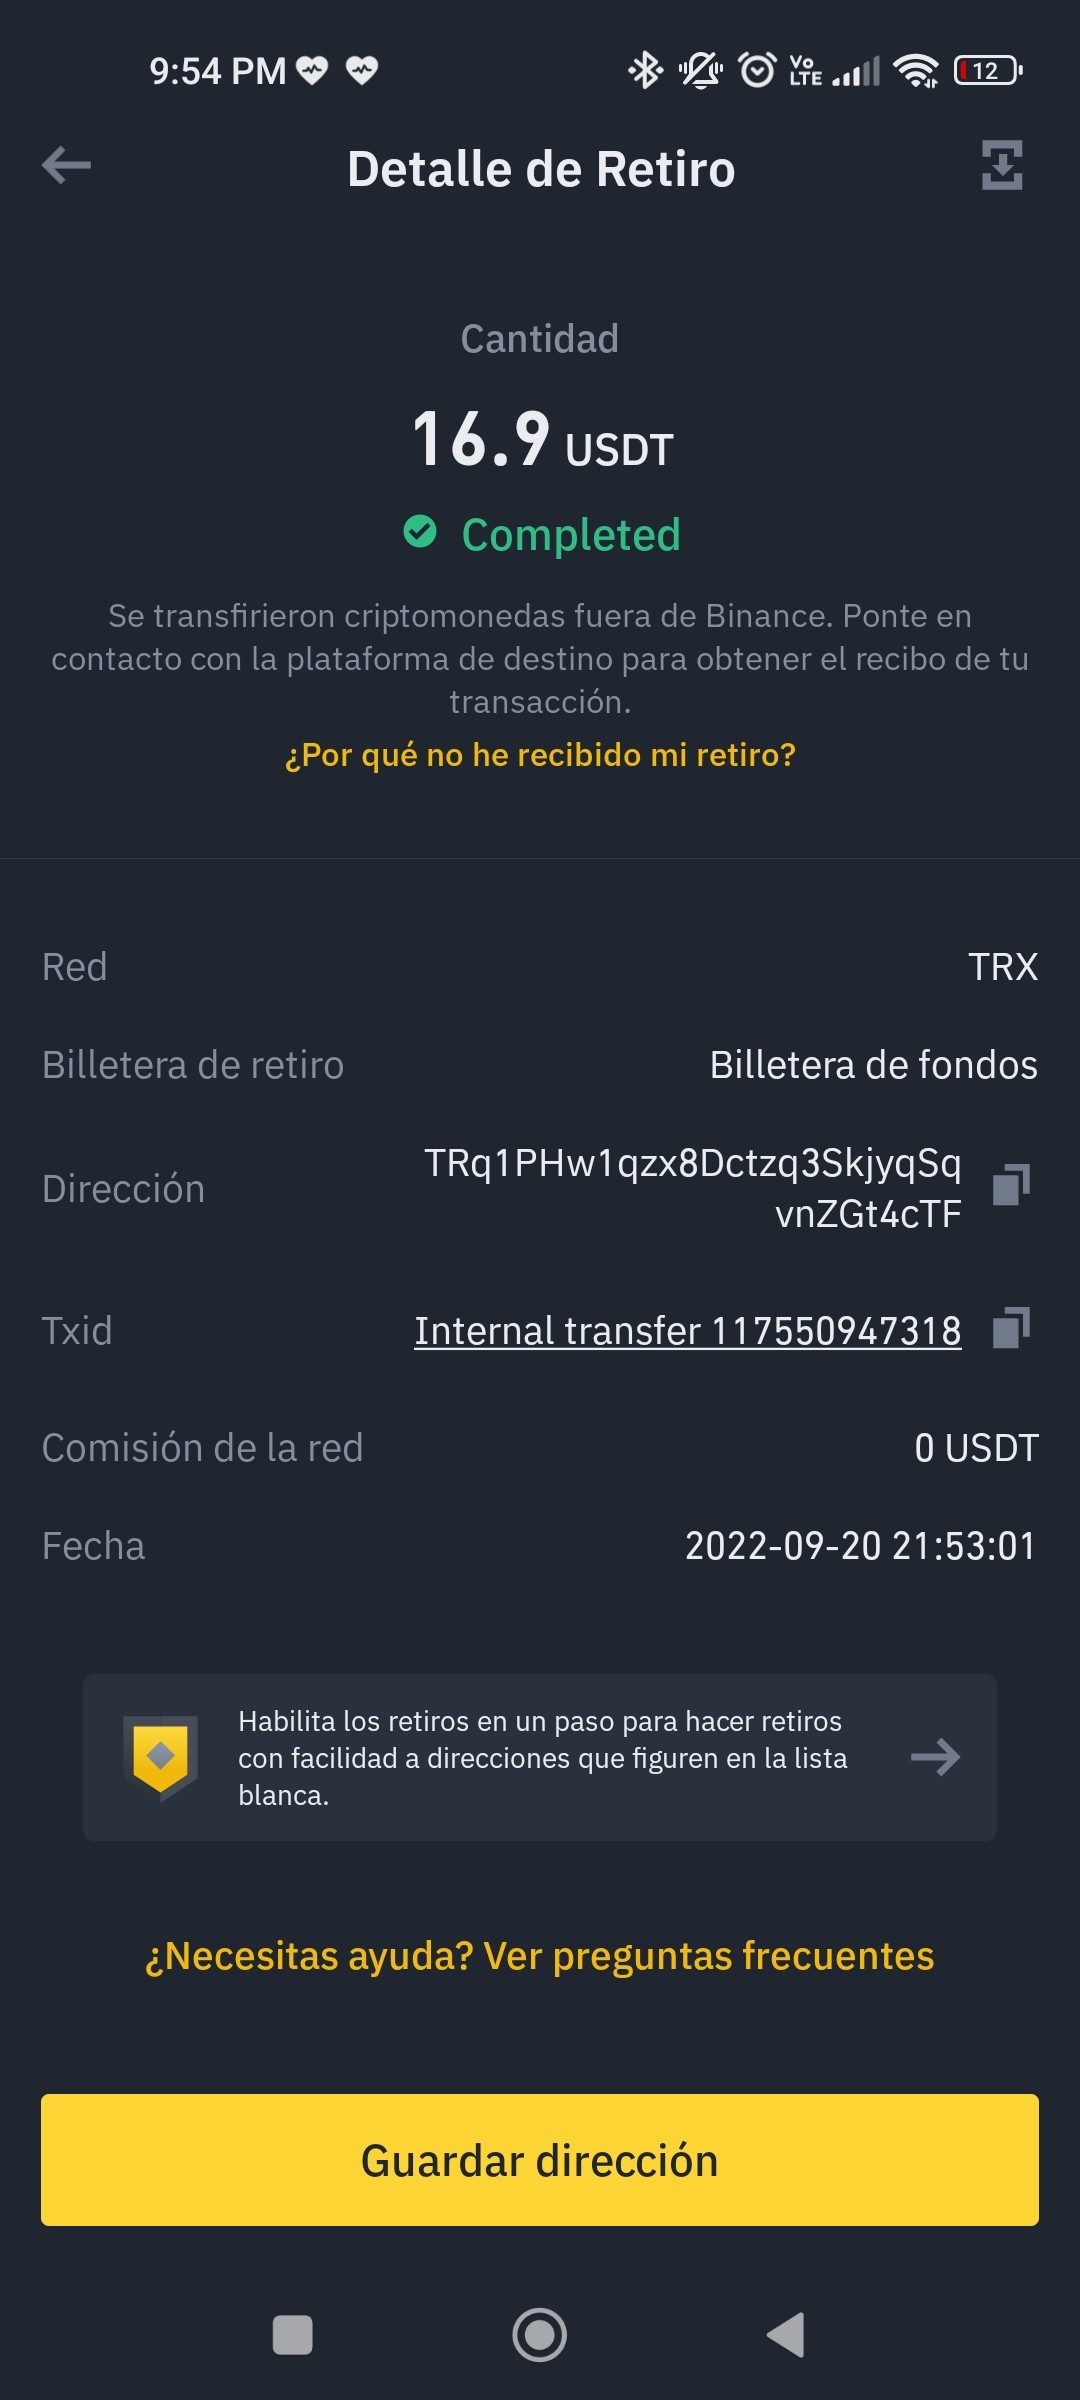 9:54 PM
Vo LTE
12
Detalle de Retiro
Cantidad
16.9 USDT
Completed
Se transfirieron criptomonedas fuera de Binance. Ponte en
contacto con la plataforma de destino para obtener el recibo de tu
transacción.
¿Por qué no he recibido mi retiro?
Red TRX
Billetera de retiro Billetera de fondos
Dirección TRq1PHw1qzx8Dctzq3SkjyqSq
vnZGt4cTF
Txid Internal transfer 117550947318
Comisión de la red 0 USDT
Fecha 2022-09-20 21:53:01
Habilita los retiros en un paso para hacer retiros
con facilidad a direcciones que figuren en la lista
blanca.
¿Necesitas ayuda? Ver preguntas frecuentes
Guardar dirección